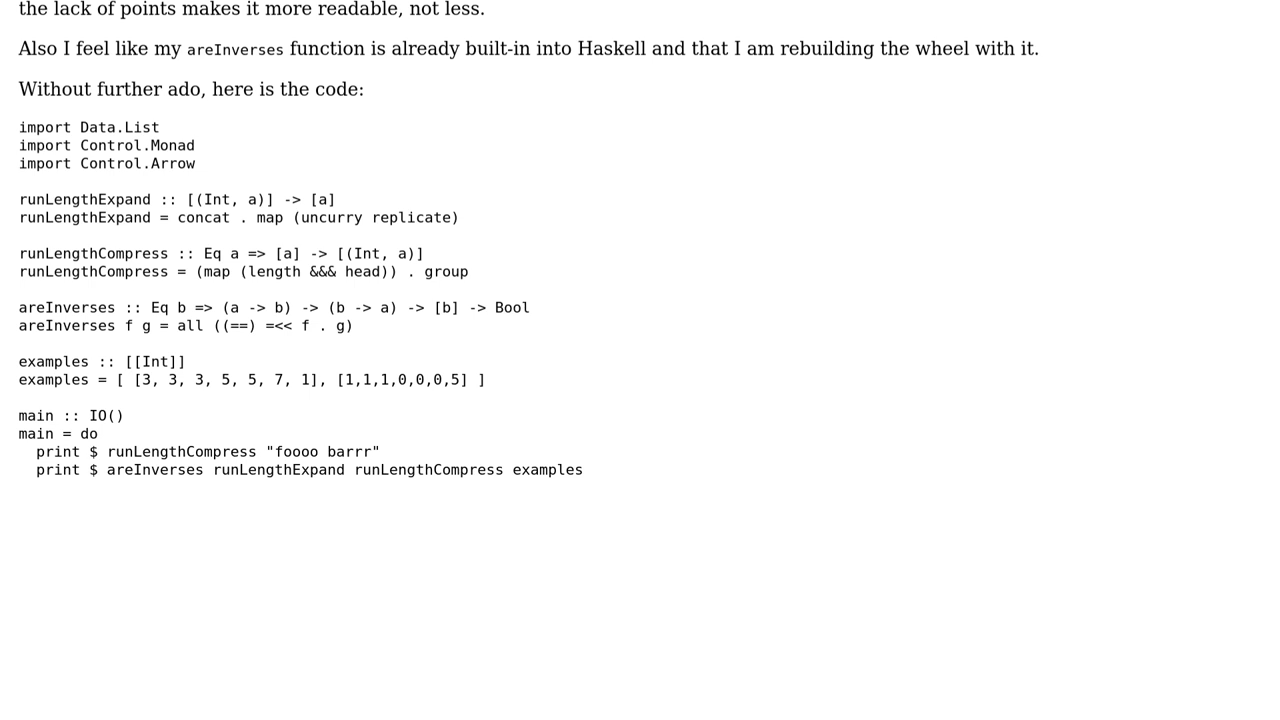 the lack of points makes it more readable, not less.
Also I feel like my areInverses function is already built-in into Haskell and that I am rebuilding the wheel with it.
Without further ado, here is the code:
import Data.List
import Control.Monad
import Control.Arrow
runLengthExpand :: [(Int, a)] -> [a]
runLengthExpand = concat . map (uncurry replicate)
runLengthCompress :: Eq a => [a] -> [(Int, a)]
runLengthCompress = (map (length &&& head)) . group
areInverses :: Eq b => (a -> b) -> (b -> a) -> [b] -> Bool
areInverses f g = all ((==) =<< f . g)
examples :: [[Int]]
examples = [ [3, 3, 3, 5, 5, 7, 1], [1,1,1,0,0,0,5] ]
main :: IO()
main = do
  print $ runLengthCompress "foooo barrr"
  print $ areInverses runLengthExpand runLengthCompress examples